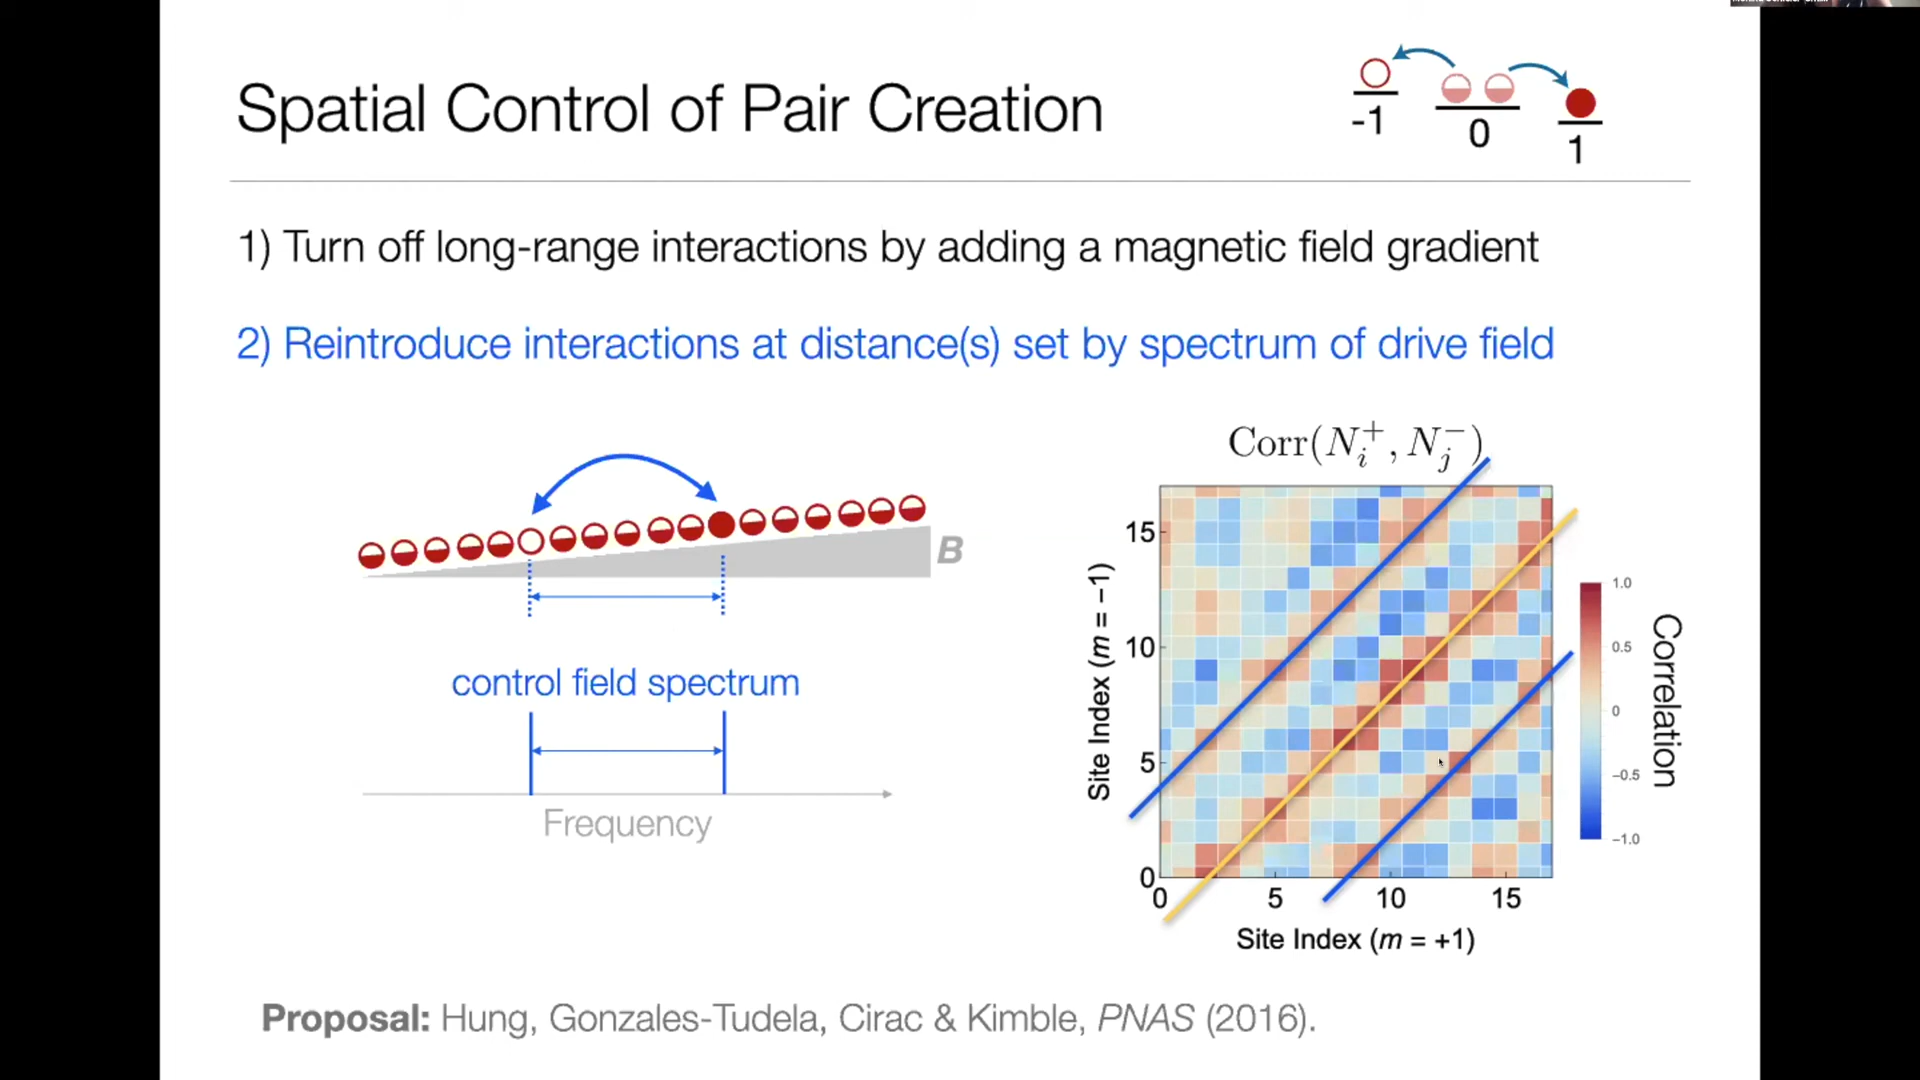 Spatial Control of Pair Creation
-1
0
1
1) Turn off long-range interactions by adding a magnetic field gradient
2) Reintroduce interactions at distance(s) set by spectrum of drive field
B
control field spectrum
Frequency
Corr(N_i^+, N_j^-)
15
10
5
0
Site Index (m = −1)
0 5 10 15
Site Index (m = +1)
1.0
0.5
0
−0.5
−1.0
Correlation
Proposal: Hung, Gonzales-Tudela, Cirac & Kimble, PNAS (2016).